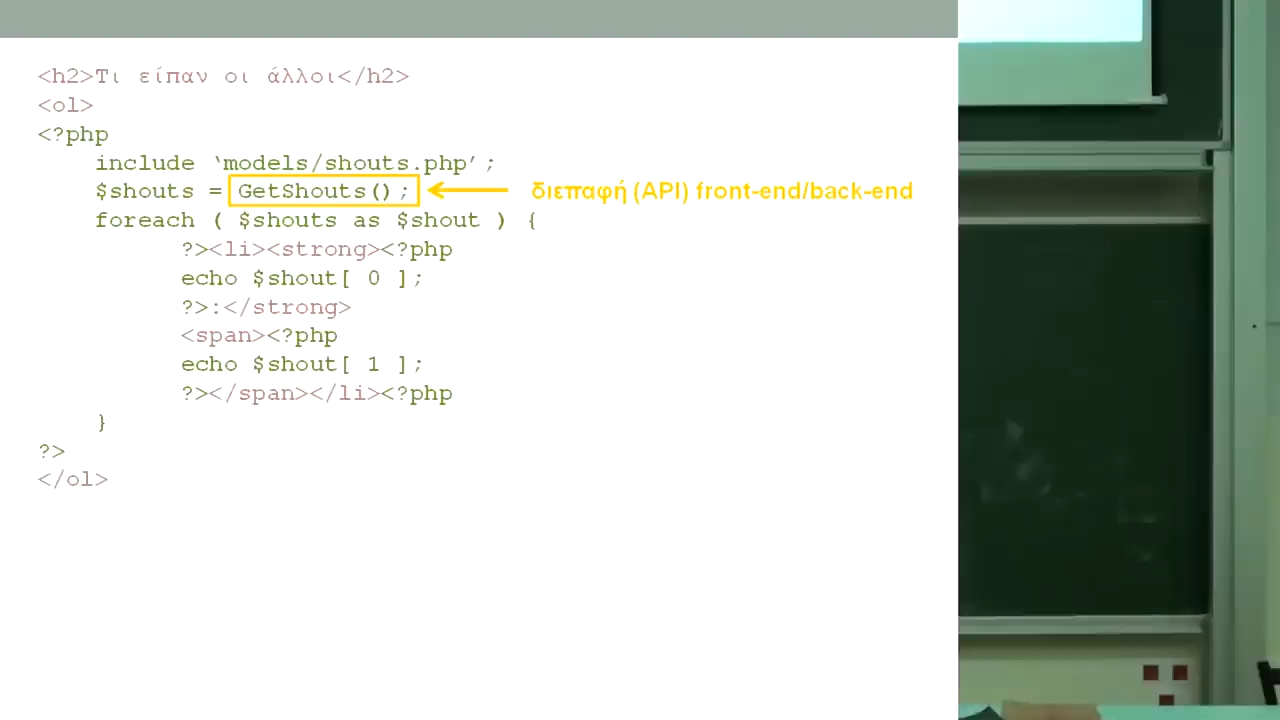 <h2>Τι είπαν οι άλλοι</h2>
<ol>
<?php
include ‘models/shouts.php’;
$shouts = GetShouts(); διεπαφή (API) front-end/back-end
foreach ( $shouts as $shout ) {
?><li><strong><?php
echo $shout[ 0 ];
?>:</strong>
<span><?php
echo $shout[ 1 ];
?></span></li><?php
}
?>
</ol>